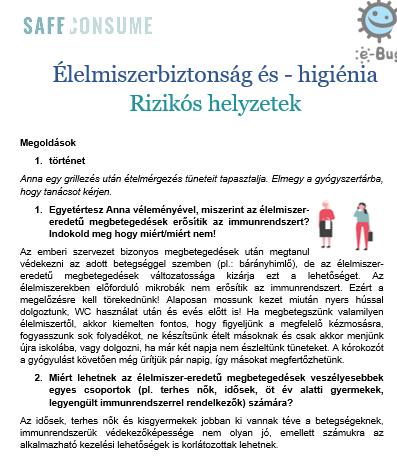 SAFECONSUME
e-Bug
Élelmiszerbiztonság és - higiénia
Rizikós helyzetek
Megoldások
1. történet
Anna egy grillezés után ételmérgezés tüneteit tapasztalja. Elmegy a gyógyszertárba,
hogy tanácsot kérjen.
1. Egyetértesz Anna véleményével, miszerint az élelmiszer-
eredetű megbetegedések erősítik az immunrendszert?
Indokold meg hogy miért/miért nem!
Az emberi szervezet bizonyos megbetegedések után megtanul
védekezni az adott betegséggel szemben (pl.: bárányhimlő), de az élelmiszer-
eredetű megbetegedések változatossága kizárja ezt a lehetőséget. Az
élelmiszerekben előforduló mikrobák nem erősítik az immunrendszert. Ezért a
megelőzésre kell törekednünk! Alaposan mossunk kezet miután nyers hússal
dolgoztunk, WC használat után és evés előtt is! Ha megbetegszünk valamilyen
élelmiszertől, akkor kiemelten fontos, hogy figyeljünk a megfelelő kézmosásra,
fogyasszunk sok folyadékot, ne készítsünk ételt másoknak és csak akkor menjünk
újra iskolába, vagy dolgozni, ha már két napja nem észleltünk tüneteket. A kórokozót
a gyógyulást követően még ürítjük pár napig, így másokat megfertőzhetünk.
2. Miért lehetnek az élelmiszer-eredetű megbetegedések veszélyesebbek
egyes csoportok (pl. terhes nők, idősek, öt év alatti gyermekek,
legyengült immunrendszerrel rendelkezők) számára?
Az idősek, terhes nők és kisgyermekek jobban ki vannak téve a betegségeknek,
immunrendszerük védekezőképessége nem olyan jó, emellett számukra az
alkalmazható kezelési lehetőségek is korlátozottak lehetnek.